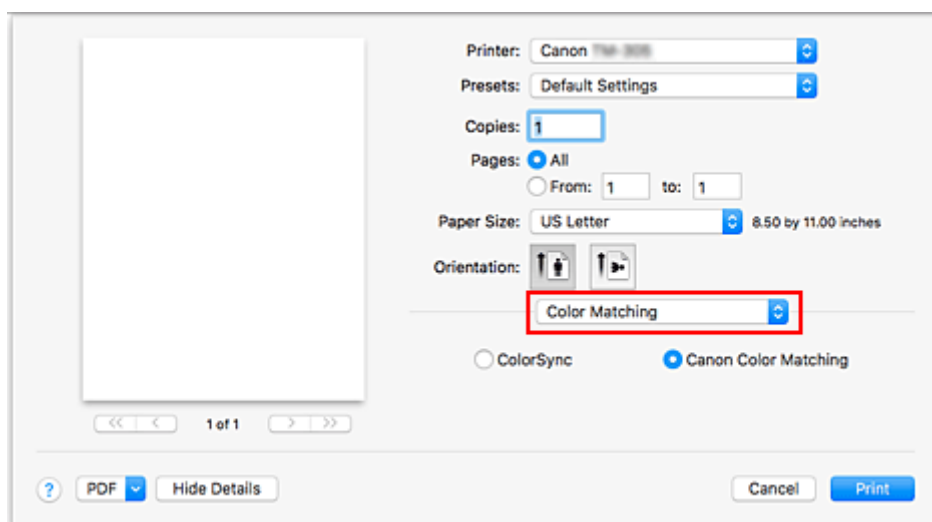 Printer: Canon
Presets: Default Settings
Copies: 1
Pages: All
From: 1 to: 1
Paper Size: US Letter 8.50 by 11.00 inches
Orientation:
Color Matching
ColorSync Canon Color Matching
<< < 1 of 1 > >>
? PDF Hide Details Cancel Print